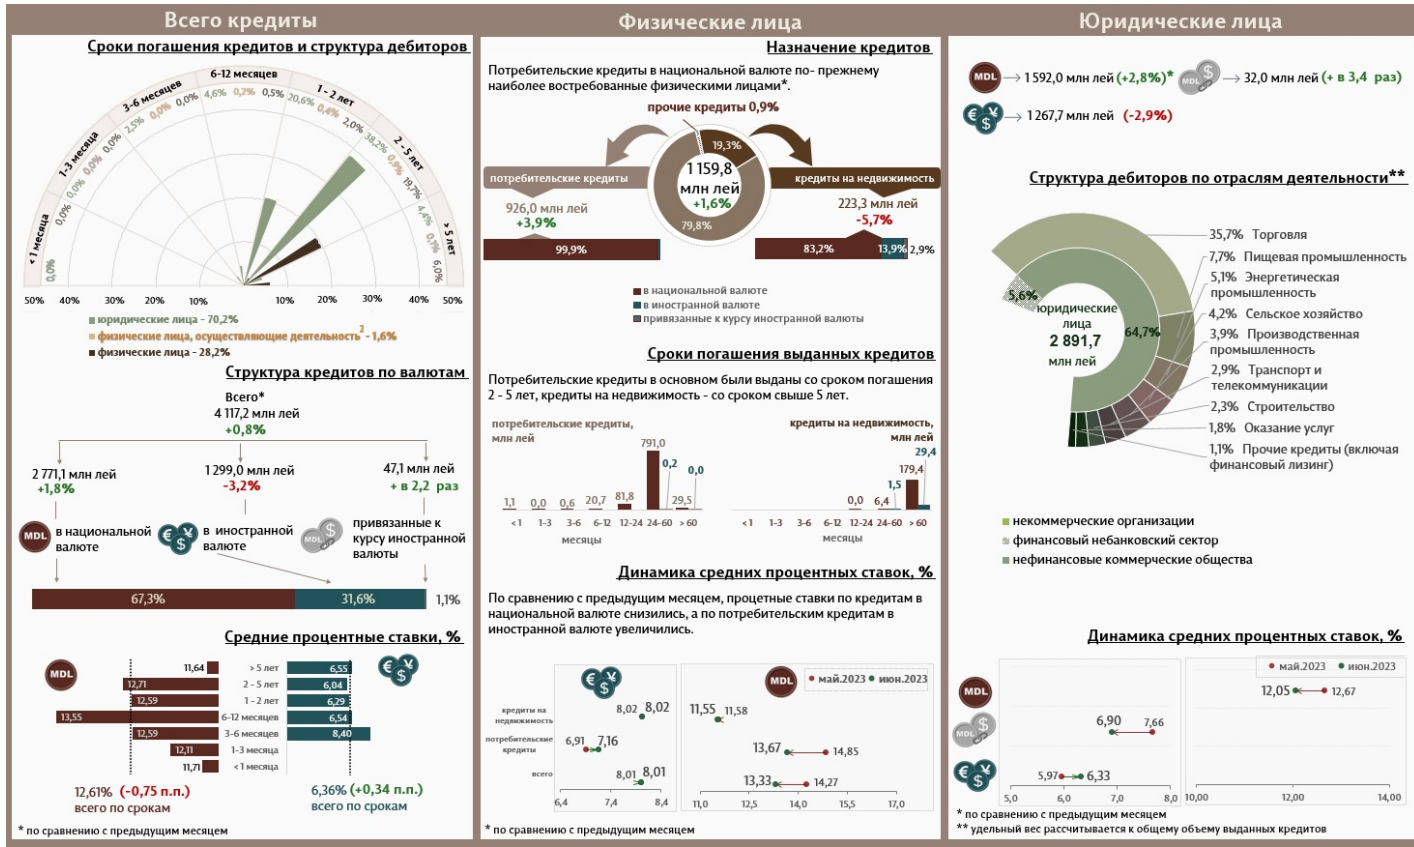 Всего кредиты
Сроки погашения кредитов и структура дебиторов
< 1 месяца
1-3 месяца
3-6 месяцев
6-12 месяцев
1 - 2 лет
2 - 5 лет
> 5 лет
0,0%
0,0%
0,0%
0,0%
0,0%
2,5%
0,0%
0,0%
4,6%
0,2%
0,5%
20,6%
0,4%
2,0%
38,2%
0,9%
19,7%
4,4%
0,1%
6,0%
50% 40% 30% 20% 10% 10% 20% 30% 40% 50%
юридические лица - 70,2%
физические лица, осуществляющие деятельность2 - 1,6%
физические лица - 28,2%
Структура кредитов по валютам
Всего*
4 117,2 млн лей
+0,8%
2 771,1 млн лей
+1,8%
1 299,0 млн лей
-3,2%
47,1 млн лей
+ в 2,2 раз
MDL
в национальной
валюте
€ ¥ $
в иностранной
валюте
MDL $
привязанные к
курсу иностранной
валюты
67,3% 31,6% 1,1%
Средние процентные ставки, %
MDL
€ ¥ $
11,64 > 5 лет 6,55
12,71 2 - 5 лет 6,04
12,59 1 - 2 лет 6,29
13,55 6-12 месяцев 6,54
12,59 3-6 месяцев 8,40
12,11 1-3 месяца
11,71 < 1 месяца
12,61% (-0,75 п.п.)
всего по срокам
6,36% (+0,34 п.п.)
всего по срокам
* по сравнению с предыдущим месяцем
Физические лица
Назначение кредитов
Потребительские кредиты в национальной валюте по- прежнему
наиболее востребованные физическими лицами*.
прочие кредиты 0,9%
19,3%
1 159,8
млн лей
+1,6%
79,8%
потребительские кредиты
926,0 млн лей
+3,9%
99,9%
кредиты на недвижимость
223,3 млн лей
-5,7%
83,2% 13,9% 2,9%
в национальной валюте
в иностранной валюте
привязанные к курсу иностранной валюты
Сроки погашения выданных кредитов
Потребительские кредиты в основном были выданы со сроком погашения
2 - 5 лет, кредиты на недвижимость - со сроком свыше 5 лет.
потребительские кредиты,
млн лей
1,1 0,0 0,6 20,7 81,8 791,0 0,2 29,5 0,0
< 1 1-3 3-6 6-12 12-24 24-60 > 60
месяцы
кредиты на недвижимость,
млн лей
0,0 6,4 1,5 179,4 29,4
< 1 1-3 3-6 6-12 12-24 24-60 > 60
месяцы
Динамика средних процентных ставок, %
По сравнению с предыдущим месяцем, процетные ставки по кредитам в
национальной валюте снизились, а по потребительским кредитам в
иностранной валюте увеличились.
€ ¥ $
MDL
май.2023 июн.2023
кредиты на
недвижимость
8,02 8,02
11,55 11,58
потребительские
кредиты
6,91 7,16
13,67 14,85
всего
8,01 8,01
13,33 14,27
6,4 7,4 8,4
11,0 12,5 14,0 15,5 17,0
* по сравнению с предыдущим месяцем
Юридические лица
MDL
1 592,0 млн лей (+2,8%)*
MDL $
32,0 млн лей (+ в 3,4 раз)
€ ¥ $
1 267,7 млн лей (-2,9%)
Структура дебиторов по отраслям деятельности**
5,6%
юридические
лица
2 891,7
млн лей
64,7%
35,7% Торговля
7,7% Пищевая промышленность
5,1% Энергетическая
промышленность
4,2% Сельское хозяйство
3,9% Производственная
промышленность
2,9% Транспорт и
телекоммуникации
2,3% Строительство
1,8% Оказание услуг
1,1% Прочие кредиты (включая
финансовый лизинг)
некоммерческие организации
финансовый небанковский сектор
нефинансовые коммерческие общества
Динамика средних процентных ставок, %
май.2023 июн.2023
MDL
12,05 12,67
MDL $
6,90 7,66
€ ¥ $
5,97 6,33
5,0 6,0 7,0 8,0
10,00 12,00 14,00
* по сравнению с предыдущим месяцем
** удельный вес рассчитывается к общему объему выданных кредитов